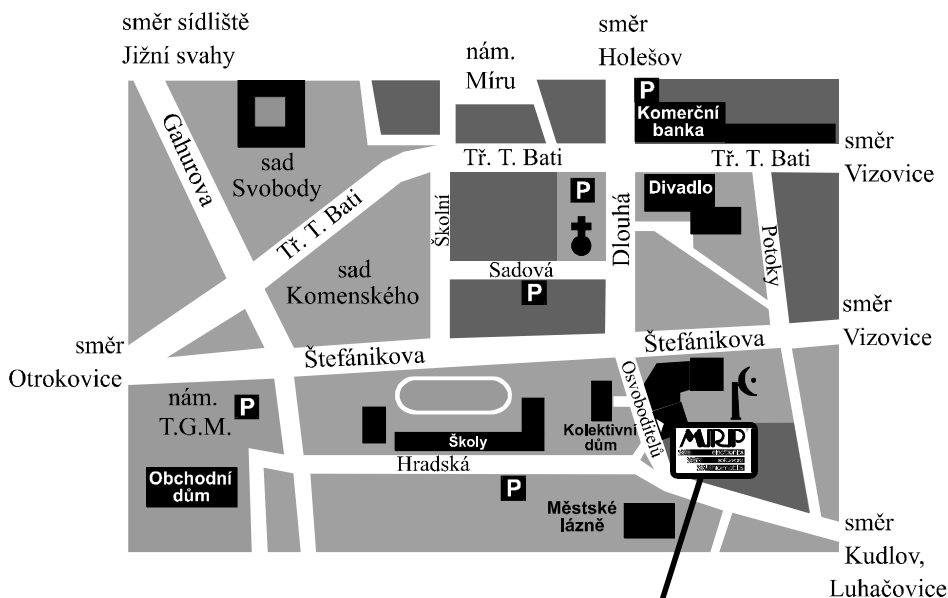 směr sídliště
Jižní svahy
nám.
Míru
směr
Holešov
P
Komerční
banka
směr
Vizovice
Gahurova
sad
Svobody
Tř. T. Bati
Tř. T. Bati
Tř. T. Bati
Školní
P
Dlouhá
Divadlo
Potoky
sad
Komenského
Sadová
P
směr
Vizovice
směr
Otrokovice
Štefánikova
Štefánikova
Osvoboditelů
nám.
T.G.M.
P
Školy
Kolektivní
dům
MRP
Hradská
Obchodní
dům
P
Městské
lázně
směr
Kudlov,
Luhačovice